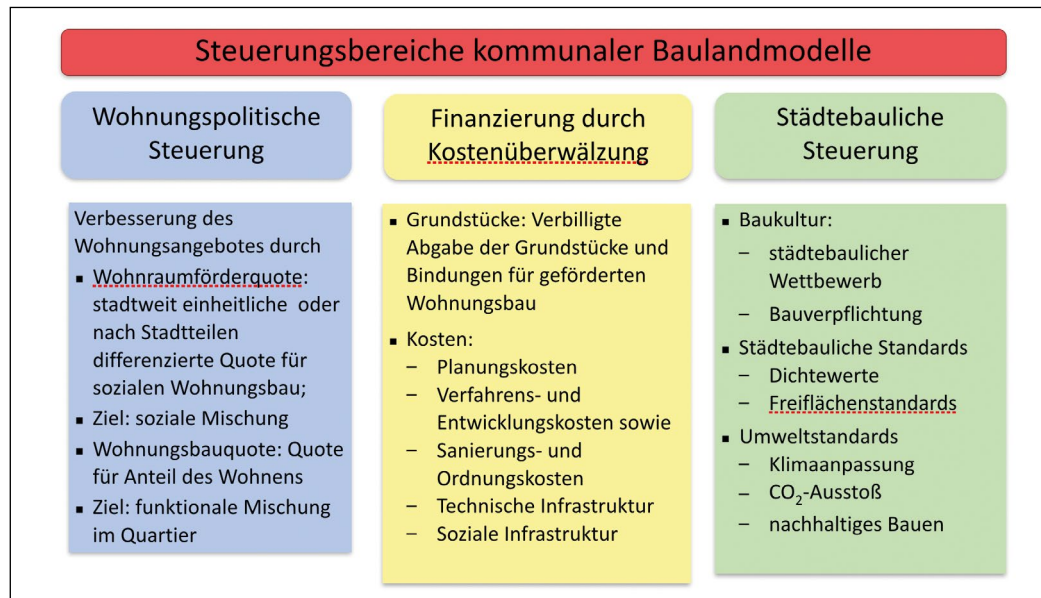 Steuerungsbereiche kommunaler Baulandmodelle
Wohnungspolitische
Steuerung
Verbesserung des
Wohnungsangebotes durch
▪ Wohnraumförderquote:
stadtweit einheitliche oder
nach Stadtteilen
differenzierte Quote für
sozialen Wohnungsbau;
▪ Ziel: soziale Mischung
▪ Wohnungsbauquote: Quote
für Anteil des Wohnens
▪ Ziel: funktionale Mischung
im Quartier
Finanzierung durch
Kostenüberwälzung
▪ Grundstücke: Verbilligte
Abgabe der Grundstücke und
Bindungen für geförderten
Wohnungsbau
▪ Kosten:
– Planungskosten
– Verfahrens- und
Entwicklungskosten sowie
– Sanierungs- und
Ordnungskosten
– Technische Infrastruktur
– Soziale Infrastruktur
Städtebauliche
Steuerung
▪ Baukultur:
– städtebaulicher
Wettbewerb
– Bauverpflichtung
▪ Städtebauliche Standards
– Dichtewerte
– Freiflächenstandards
▪ Umweltstandards
– Klimaanpassung
– CO₂-Ausstoß
– nachhaltiges Bauen